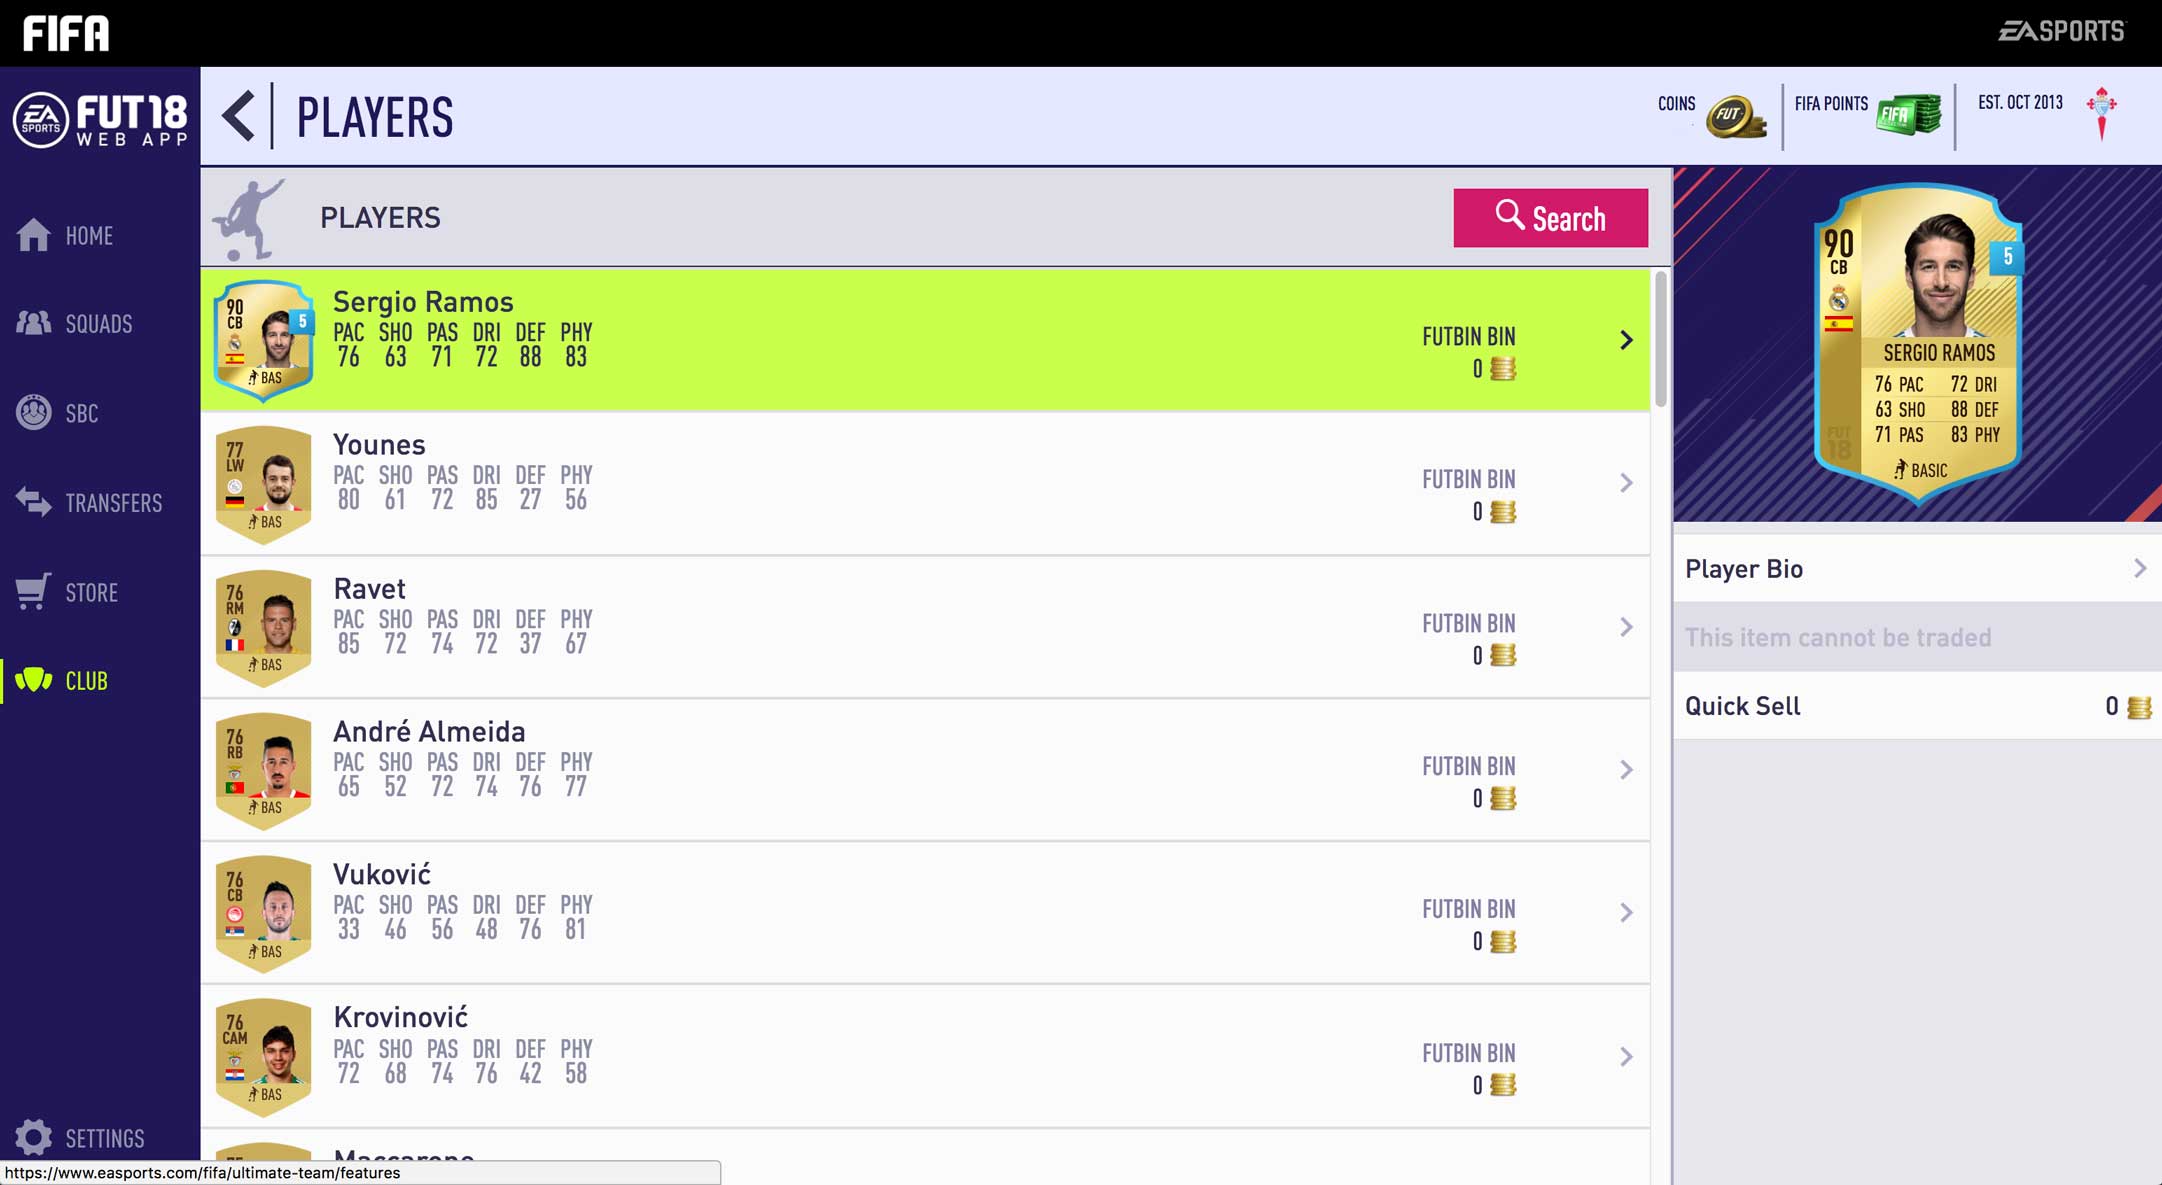 FIFA
EA SPORTS
EA SPORTS FUT18
WEB APP
PLAYERS
COINS
FUT
FIFA POINTS
FIFA
EST. OCT 2013
HOME
SQUADS
SBC
TRANSFERS
STORE
CLUB
SETTINGS
PLAYERS
Search
90
CB
5
BAS
Sergio Ramos
PAC SHO PAS DRI DEF PHY
76 63 71 72 88 83
FUTBIN BIN
0
77
LW
BAS
Younes
PAC SHO PAS DRI DEF PHY
80 61 72 85 27 56
FUTBIN BIN
0
76
RM
BAS
Ravet
PAC SHO PAS DRI DEF PHY
85 72 74 72 37 67
FUTBIN BIN
0
76
RB
BAS
André Almeida
PAC SHO PAS DRI DEF PHY
65 52 72 74 76 77
FUTBIN BIN
0
76
CB
BAS
Vuković
PAC SHO PAS DRI DEF PHY
33 46 56 48 76 81
FUTBIN BIN
0
76
CAM
BAS
Krovinović
PAC SHO PAS DRI DEF PHY
72 68 74 76 42 58
FUTBIN BIN
0
90
CB
5
SERGIO RAMOS
76 PAC 72 DRI
63 SHO 88 DEF
71 PAS 83 PHY
FUT
18
BASIC
Player Bio
This item cannot be traded
Quick Sell 0
https://www.easports.com/fifa/ultimate-team/features